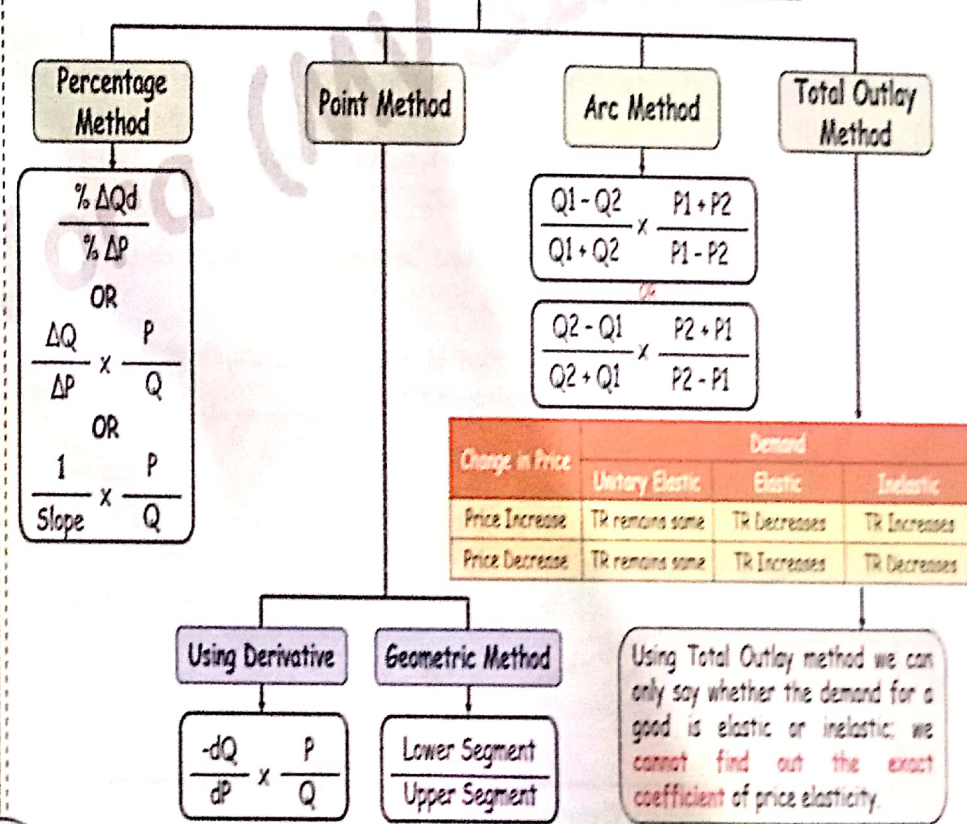 Percentage
Method
Point Method
Arc Method
Total Outlay
Method
% ΔQd
% ΔP
OR
ΔQ
ΔP
x
P
Q
OR
1
Slope
x
P
Q
Q1 - Q2
Q1 + Q2
x
P1 + P2
P1 - P2
OR
Q2 - Q1
Q2 + Q1
x
P2 + P1
P2 - P1
Change in Price
Demand
Unitary Elastic
Elastic
Inelastic
Price Increase
TR remains same
TR Decreases
TR Increases
Price Decrease
TR remains same
TR Increases
TR Decreases
Using Derivative
Geometric Method
-dQ
dP
x
P
Q
Lower Segment
Upper Segment
Using Total Outlay method we can
only say whether the demand for a
good is elastic or inelastic; we
cannot find out the exact
coefficient of price elasticity.